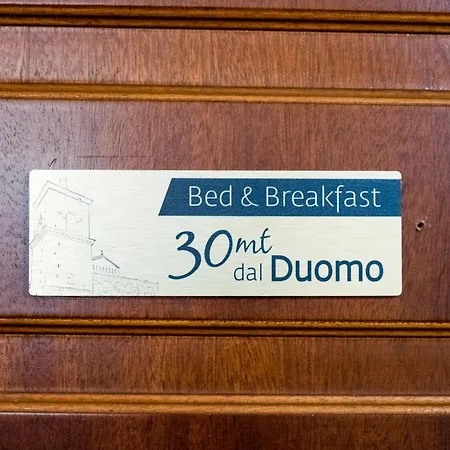 Bed & Breakfast
30mt
dal Duomo